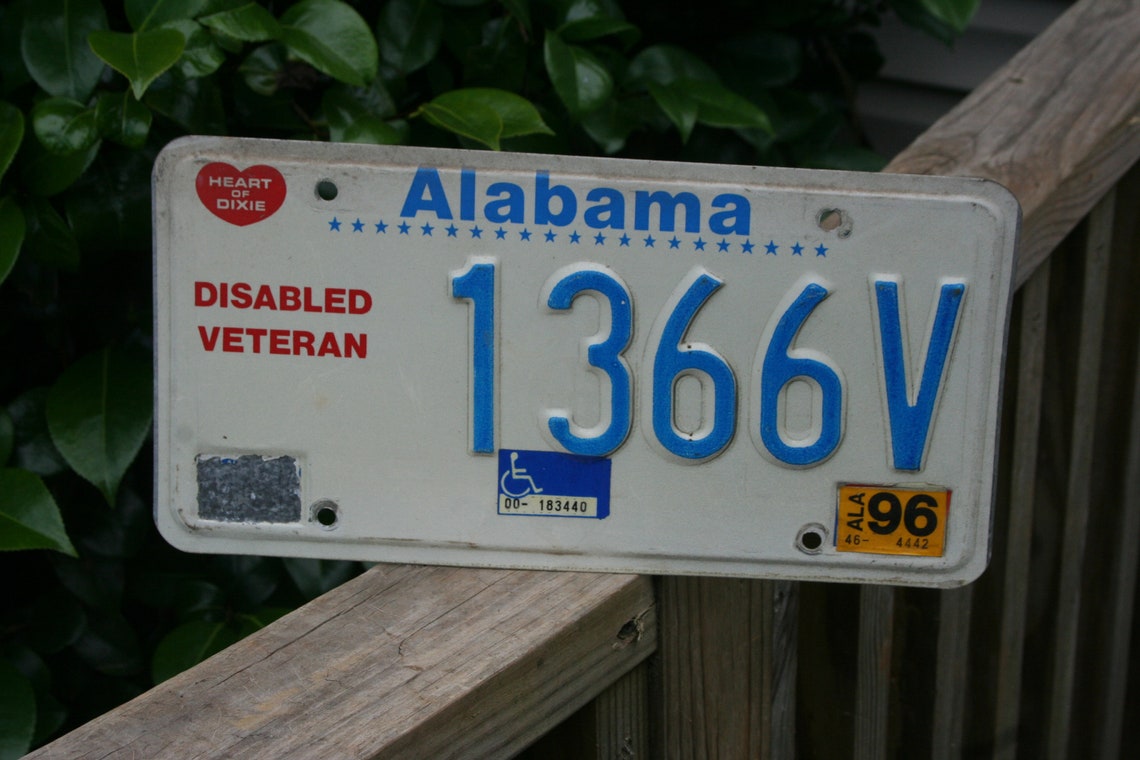 HEART
OF
DIXIE
Alabama
DISABLED
VETERAN
1366V
00- 183440
ALA 96
46- 4442